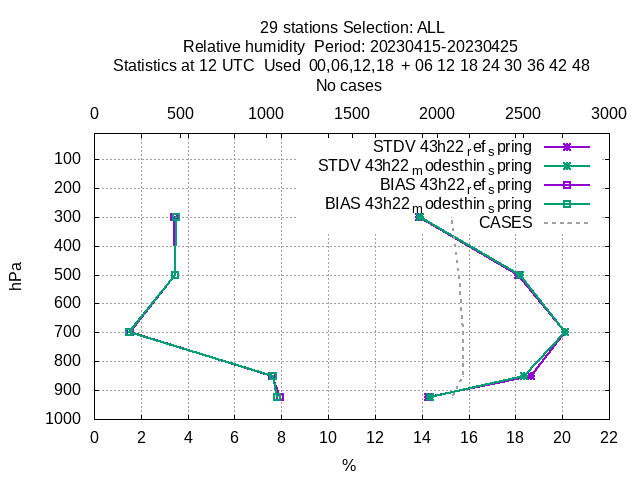 29 stations Selection: ALL
Relative humidity  Period: 20230415-20230425
Statistics at 12 UTC  Used  00,06,12,18  + 06 12 18 24 30 36 42 48
No cases
0 500 1000 1500 2000 2500 3000
STDV 43h22_ref_spring
STDV 43h22_modesthin_spring
BIAS 43h22_ref_spring
BIAS 43h22_modesthin_spring
CASES
100
200
300
400
500
600
700
800
900
1000
hPa
0 2 4 6 8 10 12 14 16 18 20 22
%